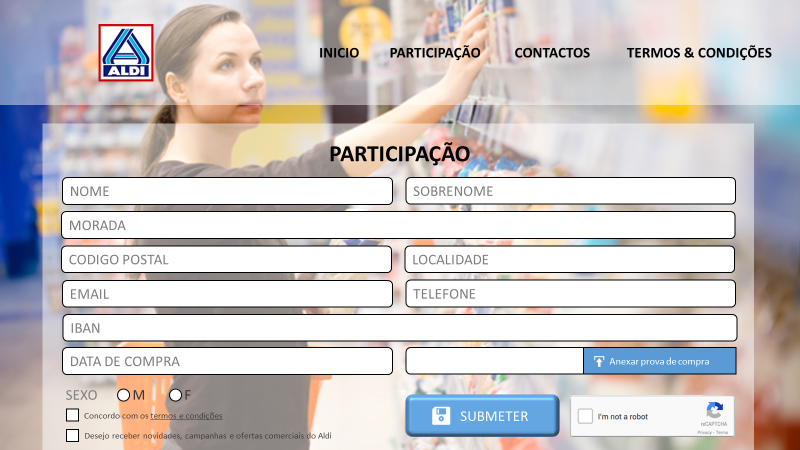 ALDI
INICIO PARTICIPAÇÃO CONTACTOS TERMOS & CONDIÇÕES
PARTICIPAÇÃO
NOME SOBRENOME
MORADA
CODIGO POSTAL LOCALIDADE
EMAIL TELEFONE
IBAN
DATA DE COMPRA Anexar prova de compra
SEXO M F
Concordo com os termos e condições
Desejo receber novidades, campanhas e ofertas comerciais do Aldi
SUBMETER
I'm not a robot
reCAPTCHA
Privacy - Terms